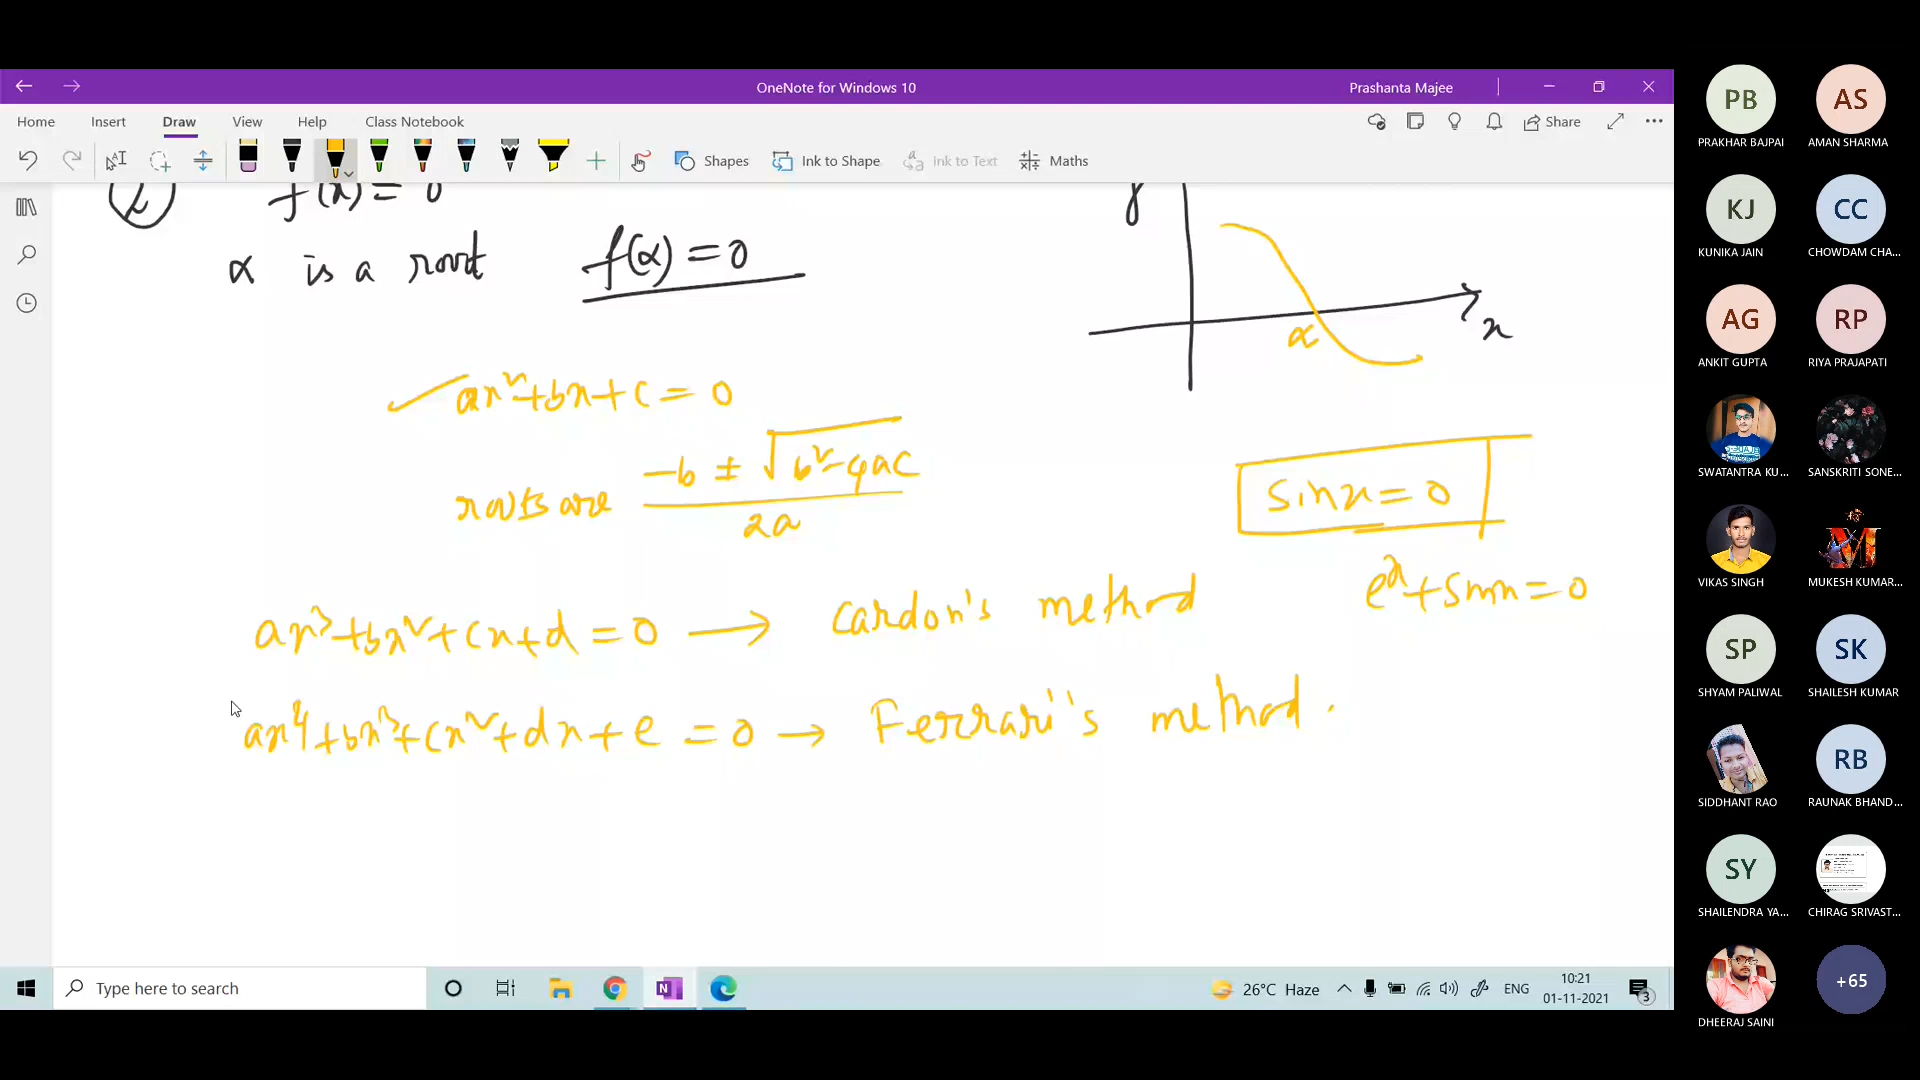 OneNote for Windows 10
Prashanta Majee
Home Insert Draw View Help Class Notebook
Share
Shapes Ink to Shape Ink to Text Maths
② f(x) = 0
α is a root f(α) = 0
y
x
α
ax²+bx+c = 0
roots are (-b ± √(b²-4ac)) / 2a
sinx = 0
e^x + sinx = 0
ax³+bx²+cx+d = 0 → Cardon's method
ax⁴+bx³+cx²+dx+e = 0 → Ferrari's method.
Type here to search
26°C Haze
ENG
10:21
01-11-2021
3
PB
PRAKHAR BAJPAI
AS
AMAN SHARMA
KJ
KUNIKA JAIN
CC
CHOWDAM CHA...
AG
ANKIT GUPTA
RP
RIYA PRAJAPATI
SWATANTRA KU...
SANSKRITI SONE...
VIKAS SINGH
MUKESH KUMAR...
SP
SHYAM PALIWAL
SK
SHAILESH KUMAR
SIDDHANT RAO
RB
RAUNAK BHAND...
SY
SHAILENDRA YA...
CHIRAG SRIVAST...
DHEERAJ SAINI
+65